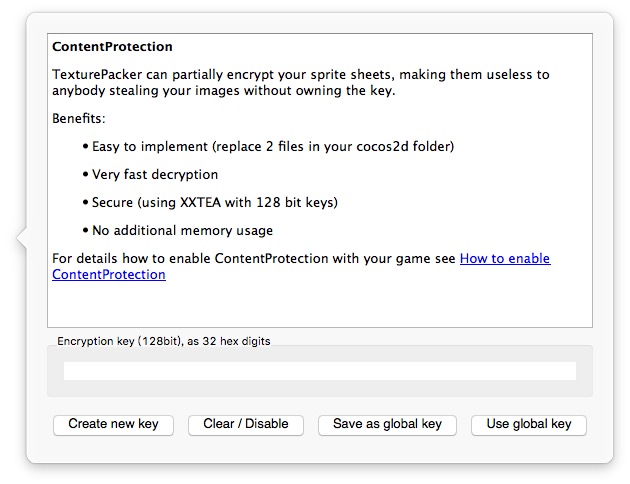 ContentProtection
TexturePacker can partially encrypt your sprite sheets, making them useless to
anybody stealing your images without owning the key.
Benefits:
• Easy to implement (replace 2 files in your cocos2d folder)
• Very fast decryption
• Secure (using XXTEA with 128 bit keys)
• No additional memory usage
For details how to enable ContentProtection with your game see How to enable
ContentProtection
Encryption key (128bit), as 32 hex digits
Create new key Clear / Disable Save as global key Use global key